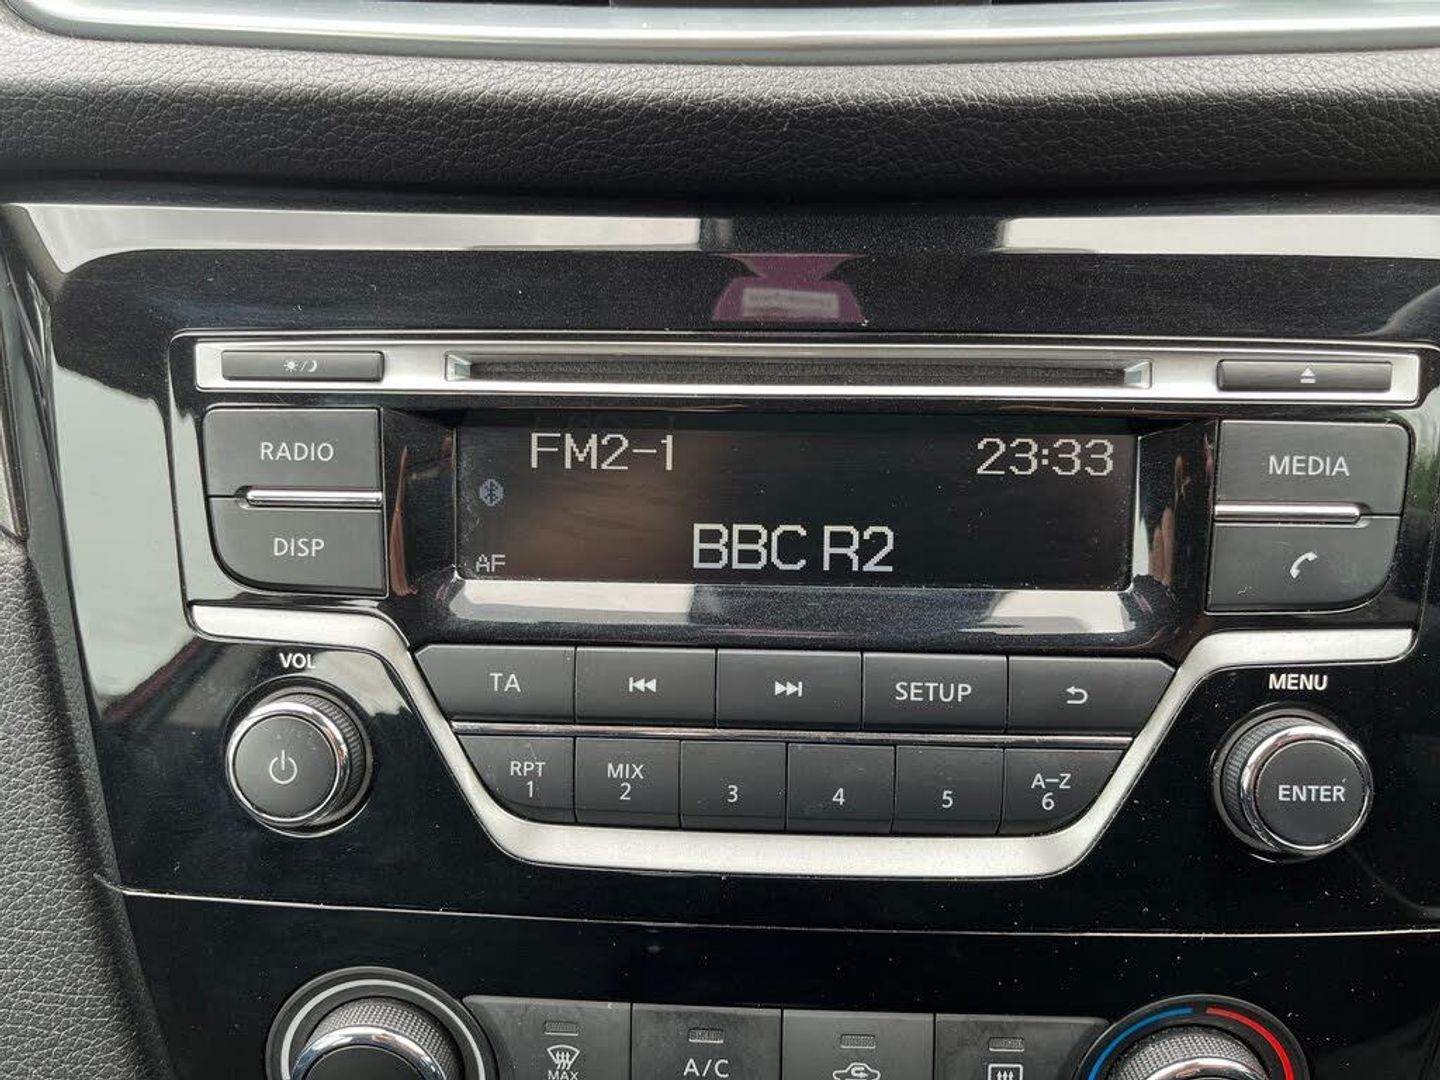 FM2-1 23:33
AF BBC R2
RADIO
DISP
MEDIA
VOL
TA SETUP
MENU
RPT
1
MIX
2
3
4
5
A-Z
6
ENTER
MAX
A/C